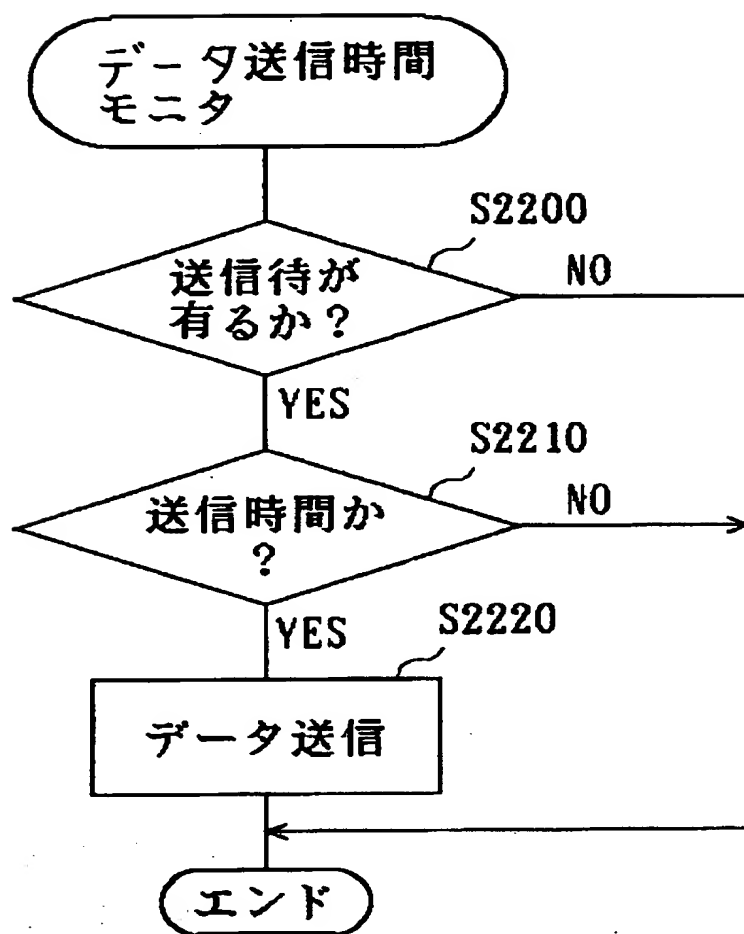 データ送信時間
モニタ
S2200
送信待が
有るか？
NO
YES
S2210
送信時間か
？
NO
YES
S2220
データ送信
エンド